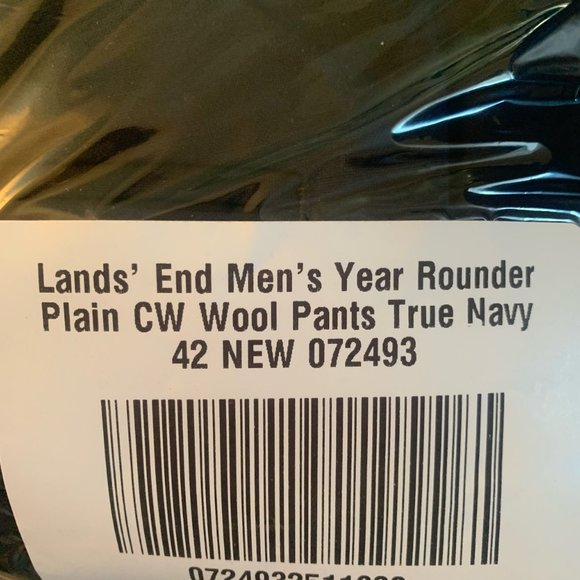 Lands' End Men's Year Rounder
Plain CW Wool Pants True Navy
42 NEW 072493